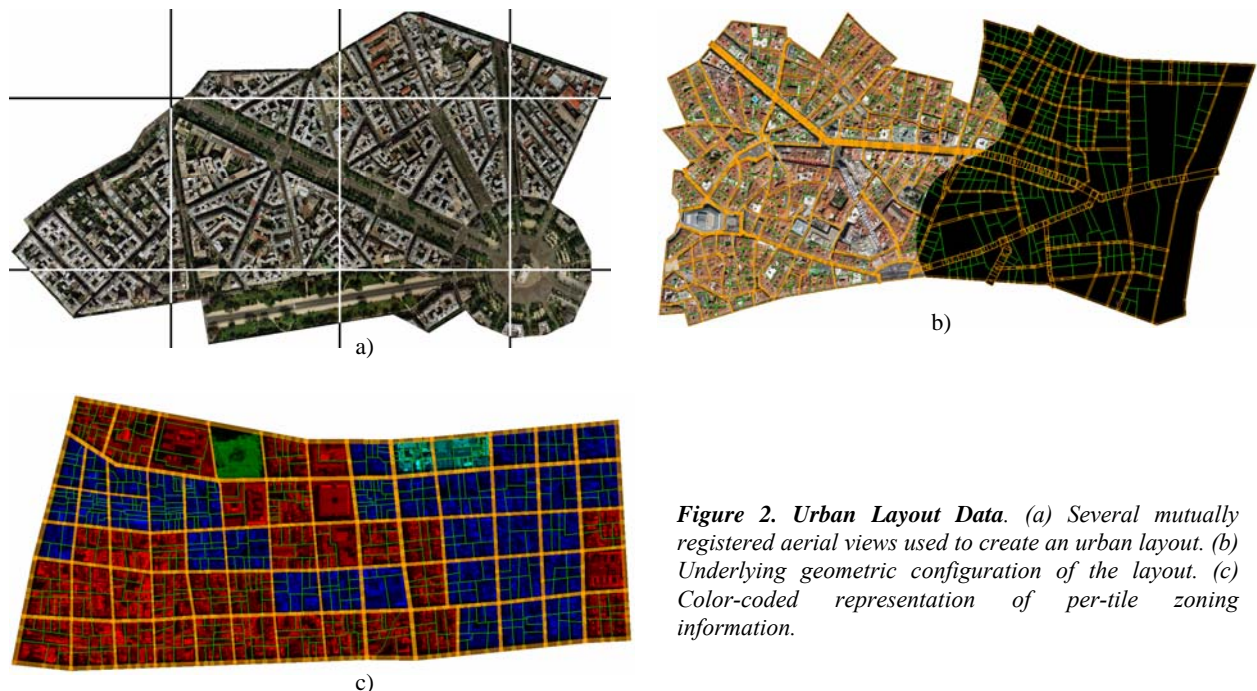 a)
b)
c)
Figure 2. Urban Layout Data. (a) Several mutually
registered aerial views used to create an urban layout. (b)
Underlying geometric configuration of the layout. (c)
Color-coded representation of per-tile zoning
information.